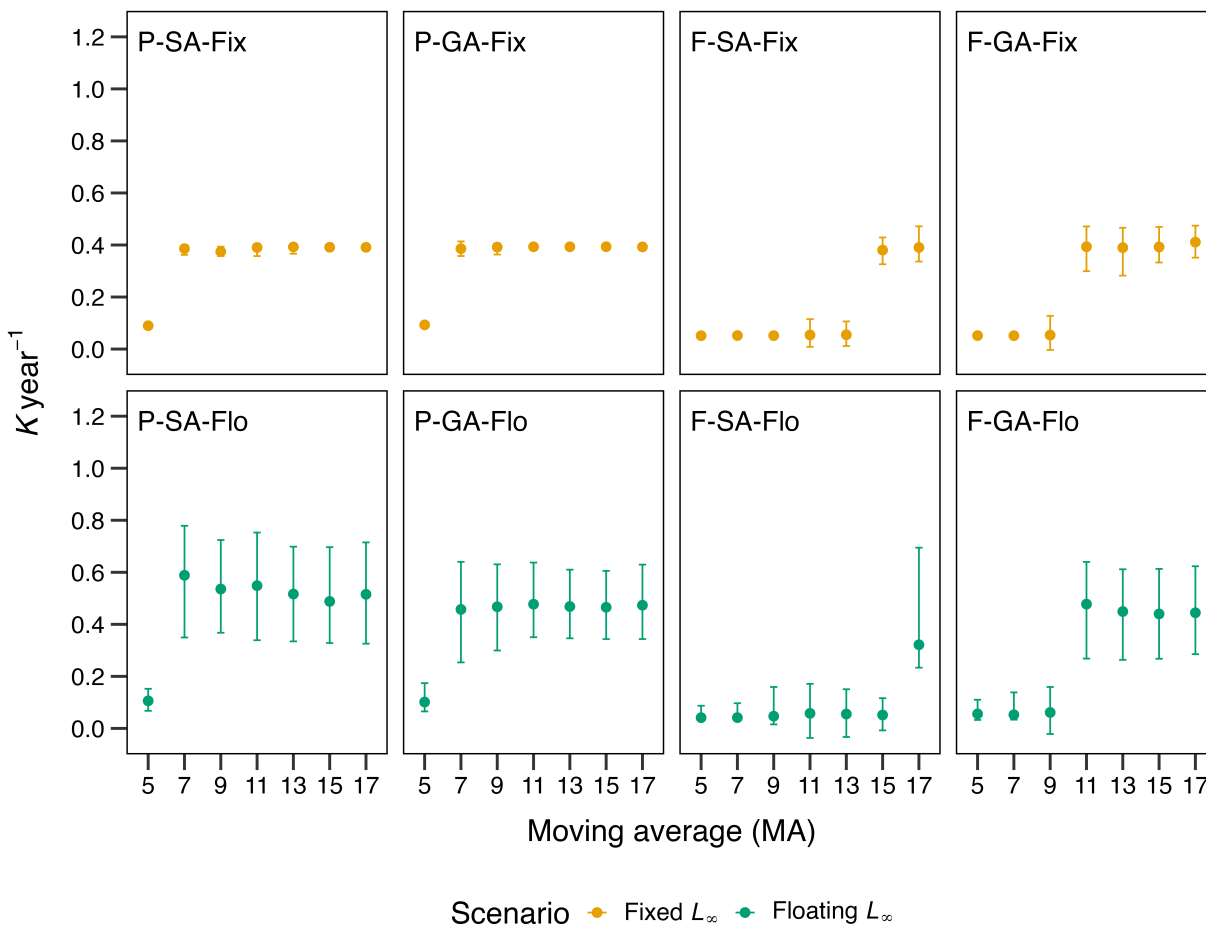 P-SA-Fix P-GA-Fix F-SA-Fix F-GA-Fix
1.2
1.0
0.8
0.6
0.4
0.2
0.0
K year⁻¹
P-SA-Flo P-GA-Flo F-SA-Flo F-GA-Flo
1.2
1.0
0.8
0.6
0.4
0.2
0.0
5 7 9 11 13 15 17 5 7 9 11 13 15 17 5 7 9 11 13 15 17 5 7 9 11 13 15 17
Moving average (MA)
Scenario Fixed L∞ Floating L∞